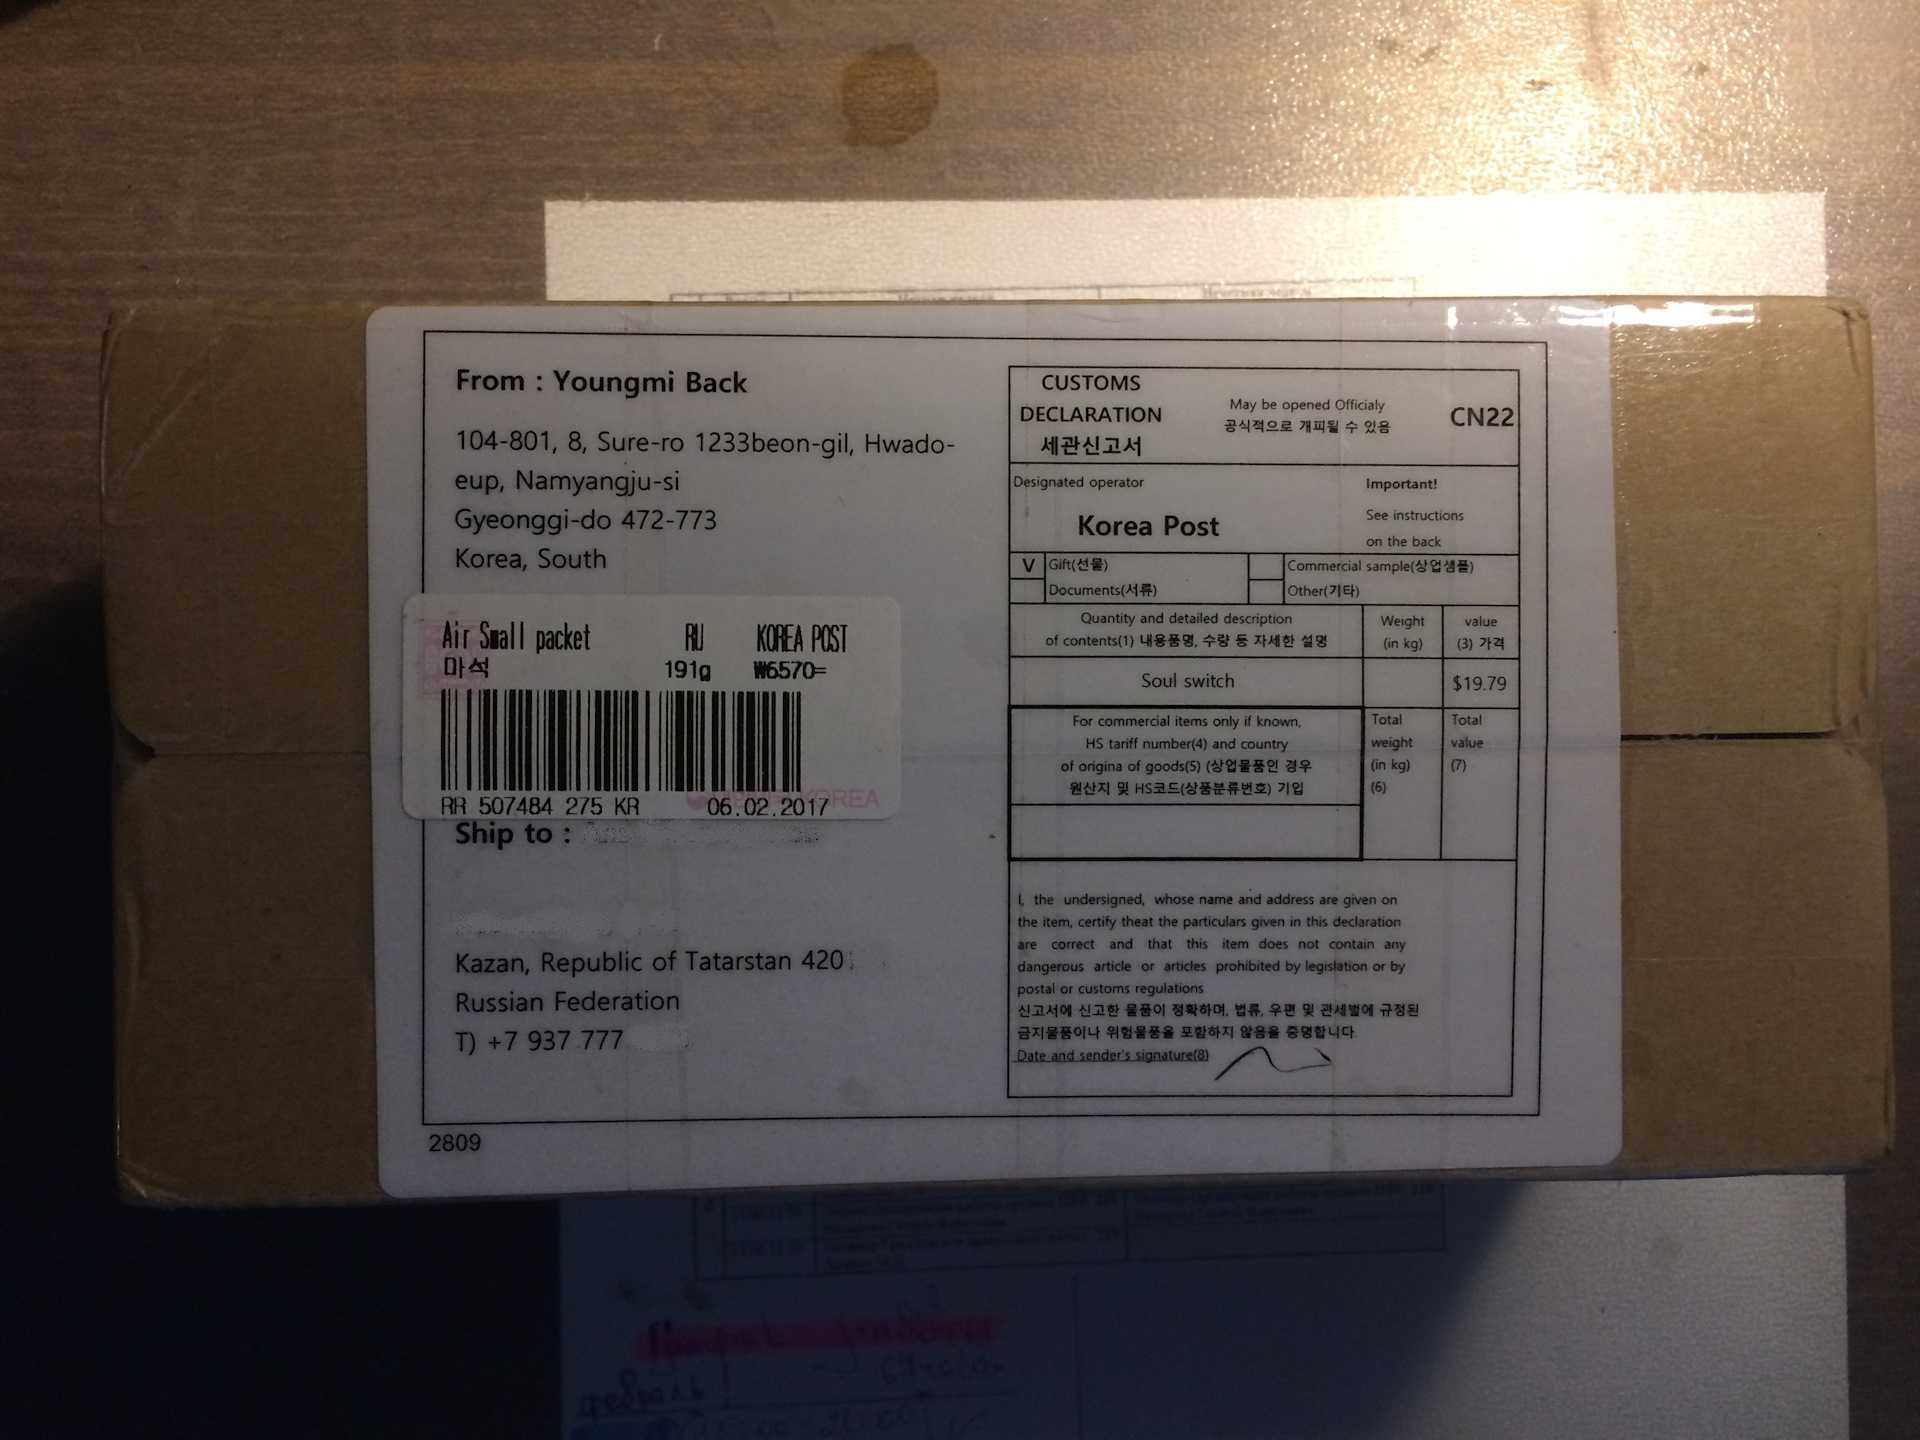 From : Youngmi Back
104-801, 8, Sure-ro 1233beon-gil, Hwado-
eup, Namyangju-si
Gyeonggi-do 472-773
Korea, South
Air Small packet RU KOREA POST
마석 191g ₩6570=
RR 507484 275 KR 06.02.2017
KOREA
Ship to :
Kazan, Republic of Tatarstan 420
Russian Federation
T) +7 937 777
2809
CUSTOMS
DECLARATION
세관신고서
May be opened Officialy
공식적으로 개피될 수 있음
CN22
Designated operator
Korea Post
Important!
See instructions
on the back
V Gift(선물)
Documents(서류)
Commercial sample(상업샘플)
Other(기타)
Quantity and detailed description
of contents(1) 내용품명, 수량 등 자세한 설명
Weight
(in kg)
value
(3) 가격
Soul switch
$19.79
For commercial items only if known,
HS tariff number(4) and country
of origina of goods(5) (상업물품인 경우
원산지 및 HS코드(상품분류번호) 기입
Total
weight
(in kg)
(6)
Total
value
(7)
I, the undersigned, whose name and address are given on
the item, certify theat the particulars given in this declaration
are correct and that this item does not contain any
dangerous article or articles prohibited by legislation or by
postal or customs regulations
신고서에 신고한 물품이 정확하며, 법류, 우편 및 관세벌에 규정된
금지물품이나 위험물품을 포함하지 않음을 증명합니다
Date and sender's signature(8)